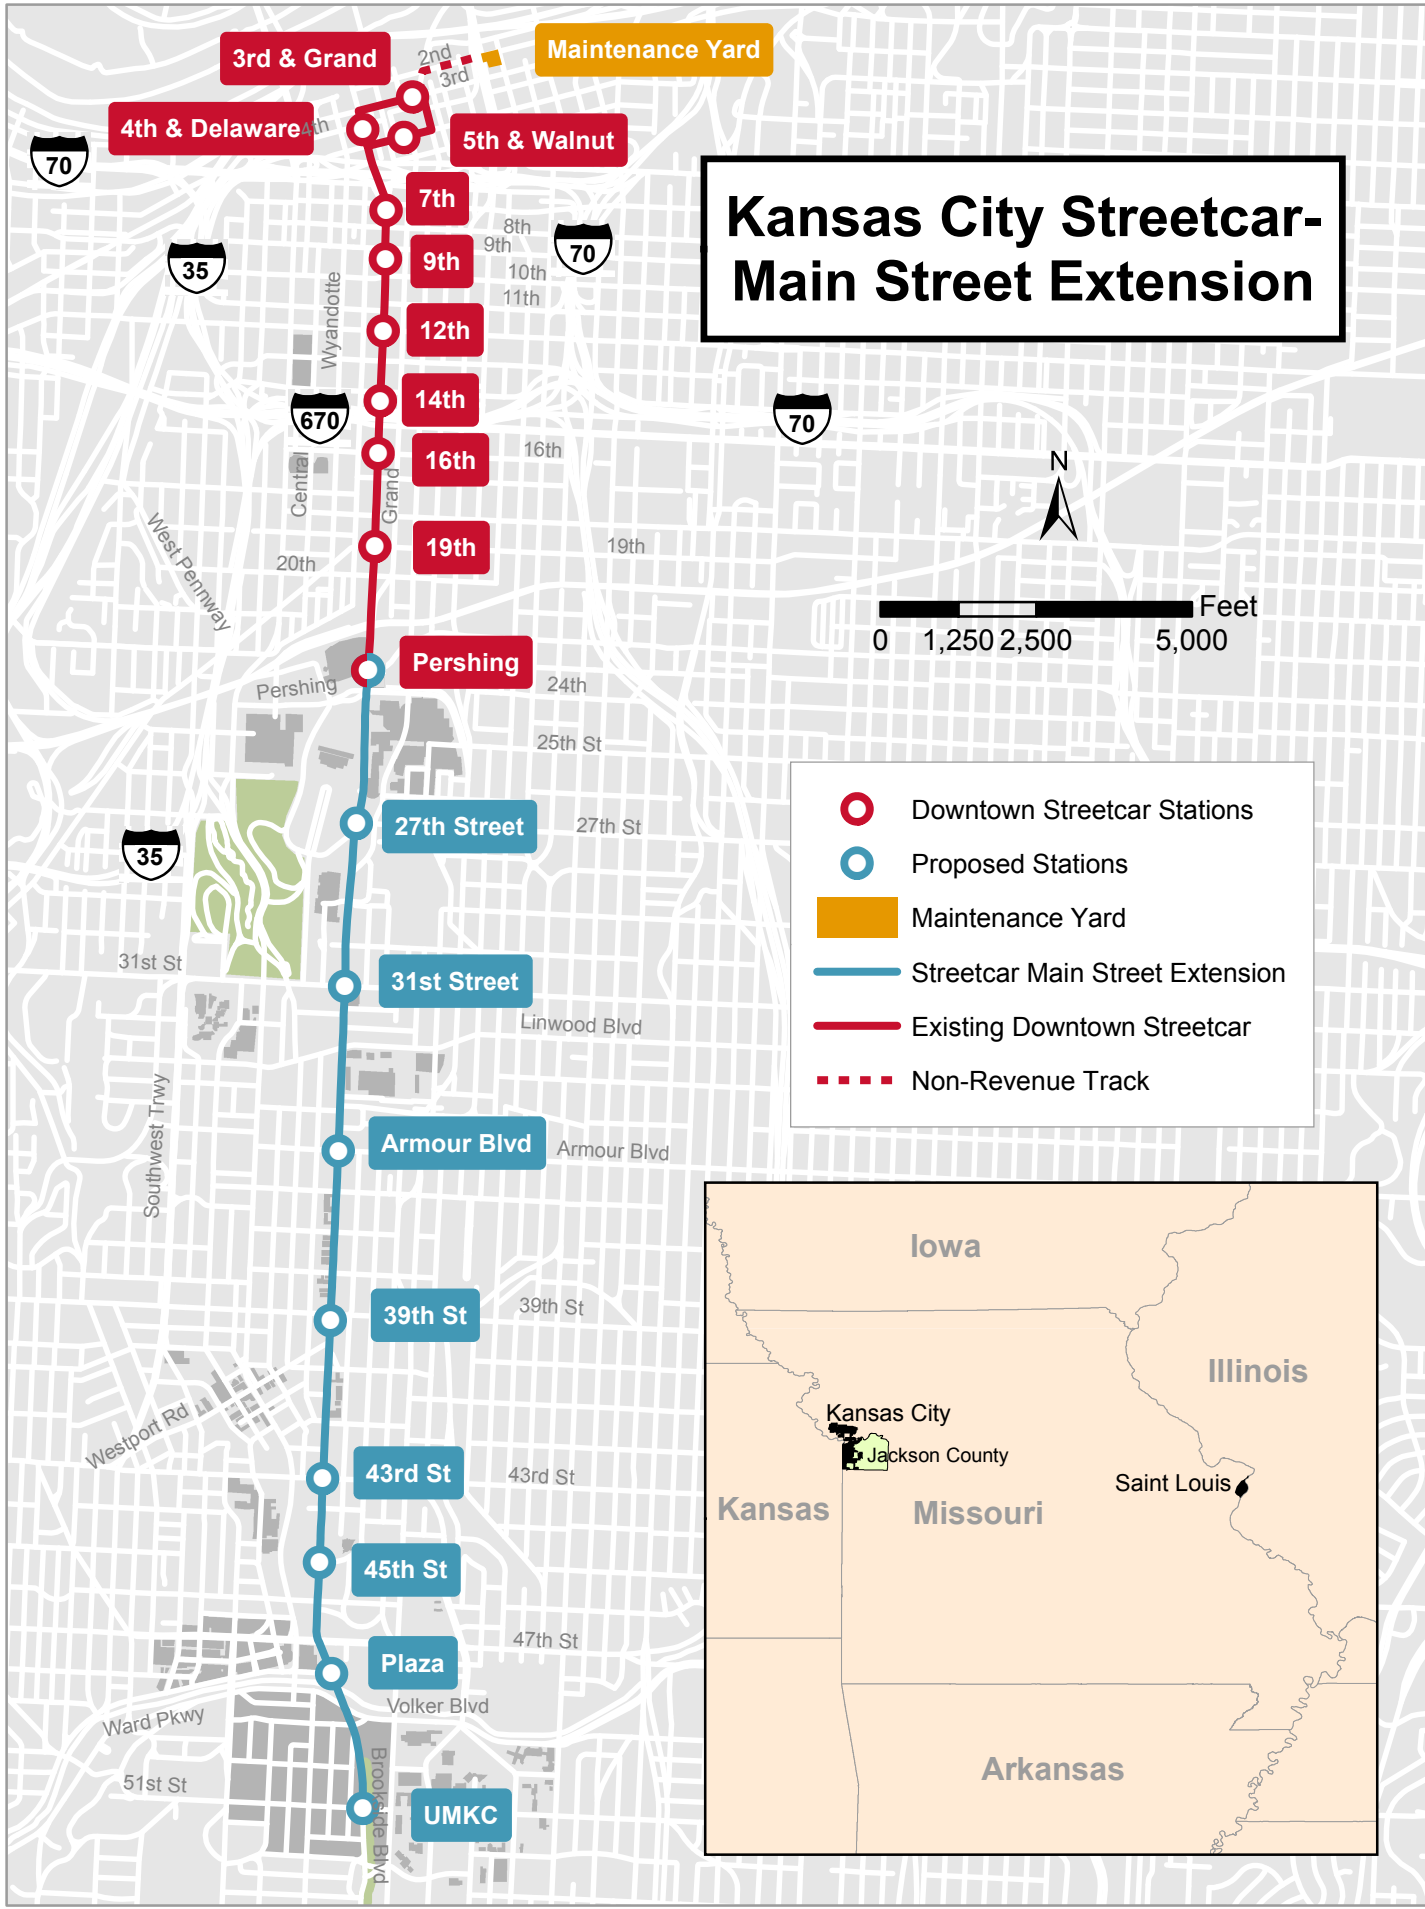 3rd & Grand
2nd
3rd
Maintenance Yard
4th & Delaware
4th
5th & Walnut
70
7th
8th
9th
35
9th
70
10th
11th
Kansas City Streetcar-
Main Street Extension
Wyandotte
12th
14th
670
70
16th
16th
Central
Grand
N
West Pennway
19th
19th
20th
Feet
0 1,250 2,500 5,000
Pershing
Pershing
24th
25th St
27th Street
27th St
35
Downtown Streetcar Stations
Proposed Stations
Maintenance Yard
Streetcar Main Street Extension
Existing Downtown Streetcar
Non-Revenue Track
31st St
31st Street
Linwood Blvd
Southwest Trwy
Armour Blvd
Armour Blvd
39th St
39th St
Westport Rd
43rd St
43rd St
45th St
47th St
Plaza
Volker Blvd
Ward Pkwy
51st St
Brookside Blvd
UMKC
Iowa
Illinois
Kansas City
Jackson County
Saint Louis
Kansas
Missouri
Arkansas